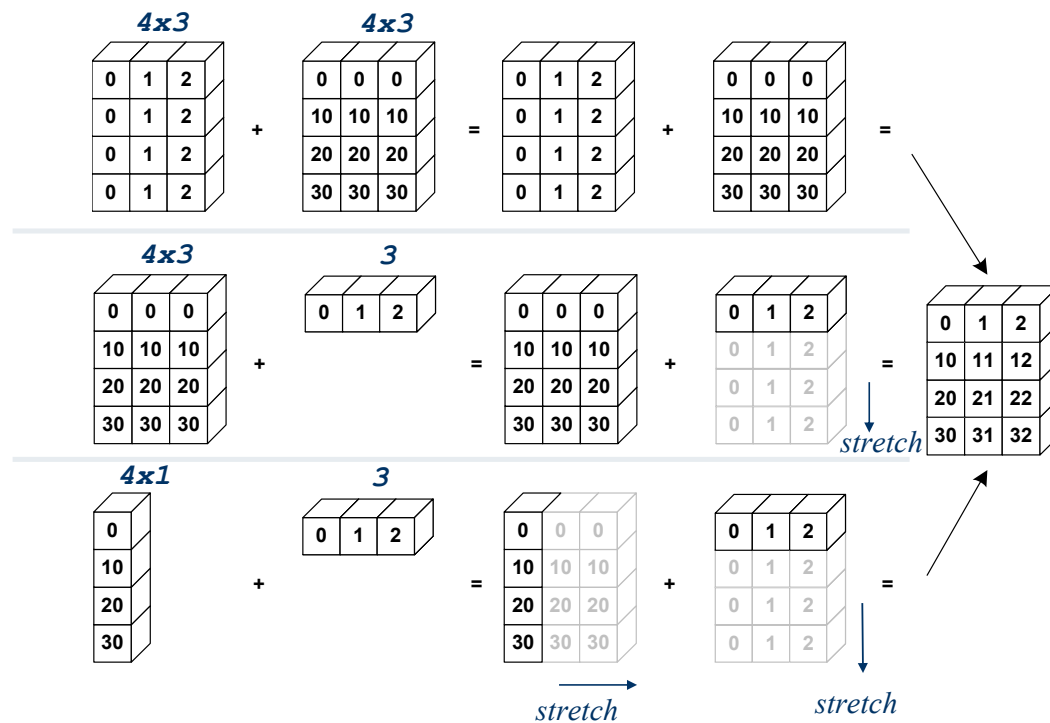 4x3 4x3
0 1 2 0 0 0 0 1 2 0 0 0
0 1 2 10 10 10 0 1 2 10 10 10
+ = + =
0 1 2 20 20 20 0 1 2 20 20 20
0 1 2 30 30 30 0 1 2 30 30 30
4x3 3
0 0 0 0 1 2 0 0 0 0 1 2
10 10 10 10 10 10 0 1 2
+ = + =
20 20 20 20 20 20 0 1 2
30 30 30 30 30 30 0 1 2
stretch
0 1 2
10 11 12
20 21 22
30 31 32
4x1 3
0 0 1 2 0 0 0 0 1 2
10 10 10 10 0 1 2
+ = + =
20 20 20 20 0 1 2
30 30 30 30 0 1 2
stretch stretch